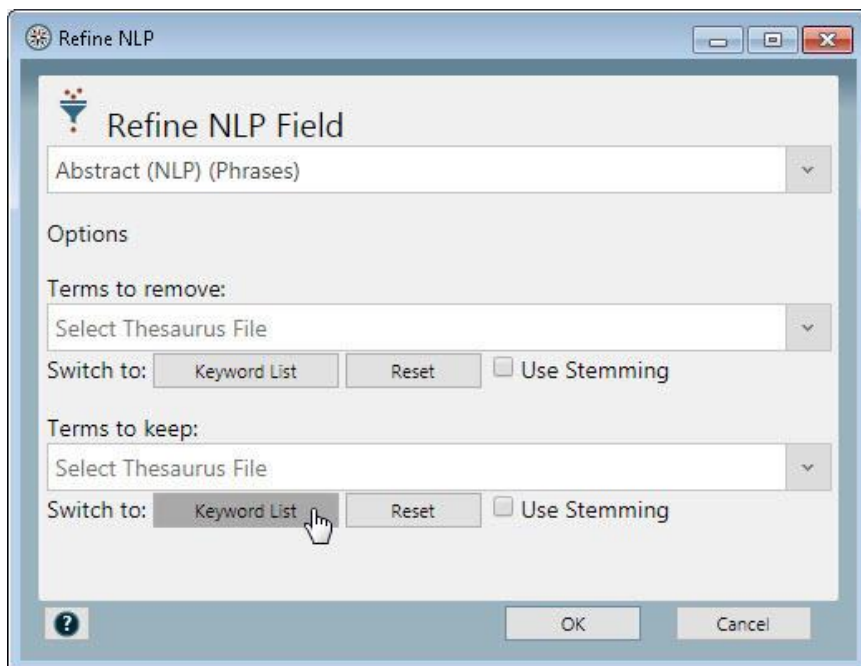 Refine NLP
Refine NLP Field
Abstract (NLP) (Phrases)
Options
Terms to remove:
Select Thesaurus File
Switch to: Keyword List Reset Use Stemming
Terms to keep:
Select Thesaurus File
Switch to: Keyword List Reset Use Stemming
? OK Cancel